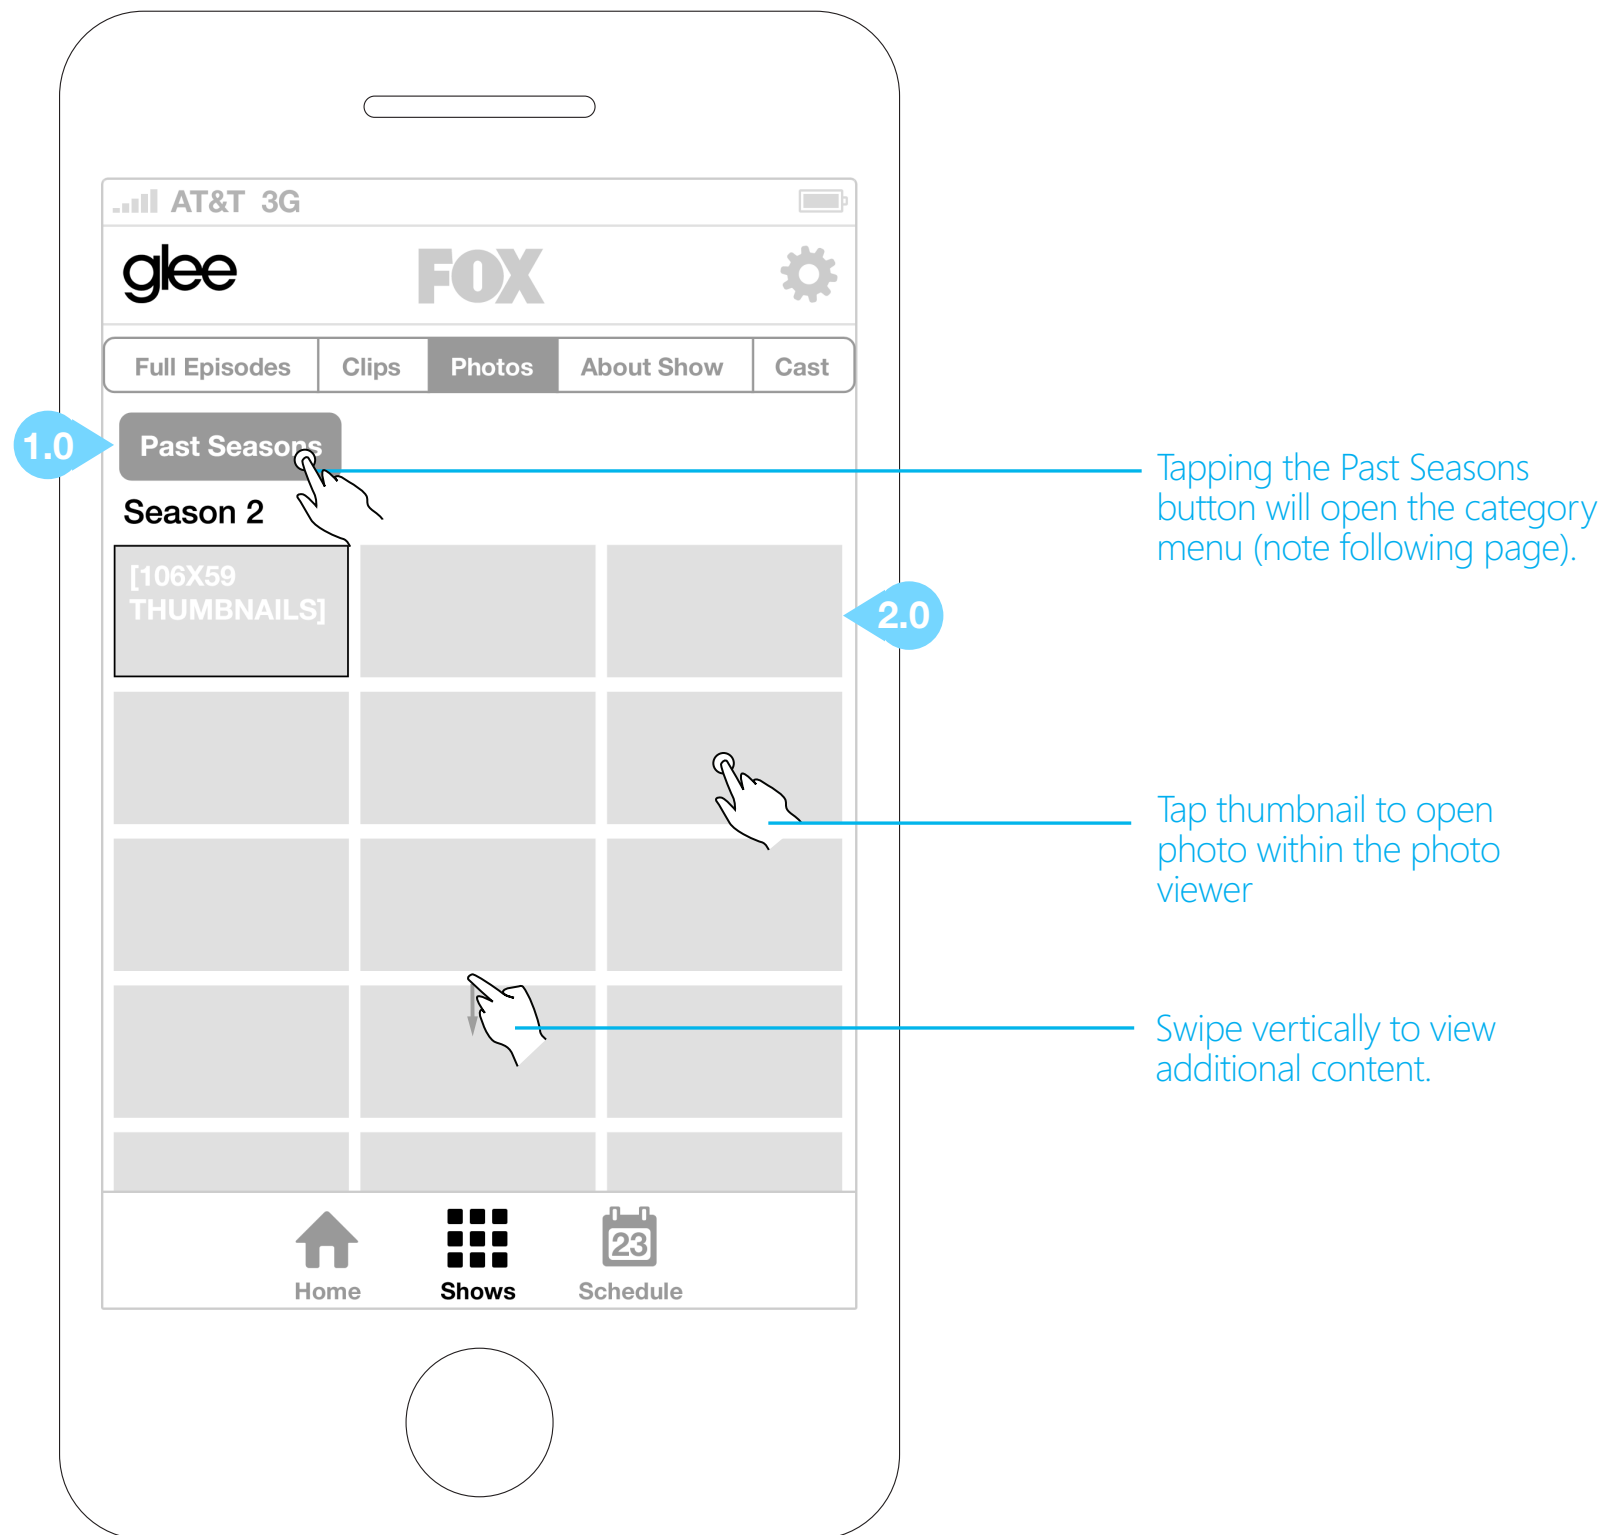 AT&T 3G
glee
FOX
Full Episodes
Clips
Photos
About Show
Cast
1.0
Past Seasons
Season 2
[106X59
THUMBNAILS]
2.0
Tapping the Past Seasons
button will open the category
menu (note following page).
Tap thumbnail to open
photo within the photo
viewer
Swipe vertically to view
additional content.
23
Home
Shows
Schedule